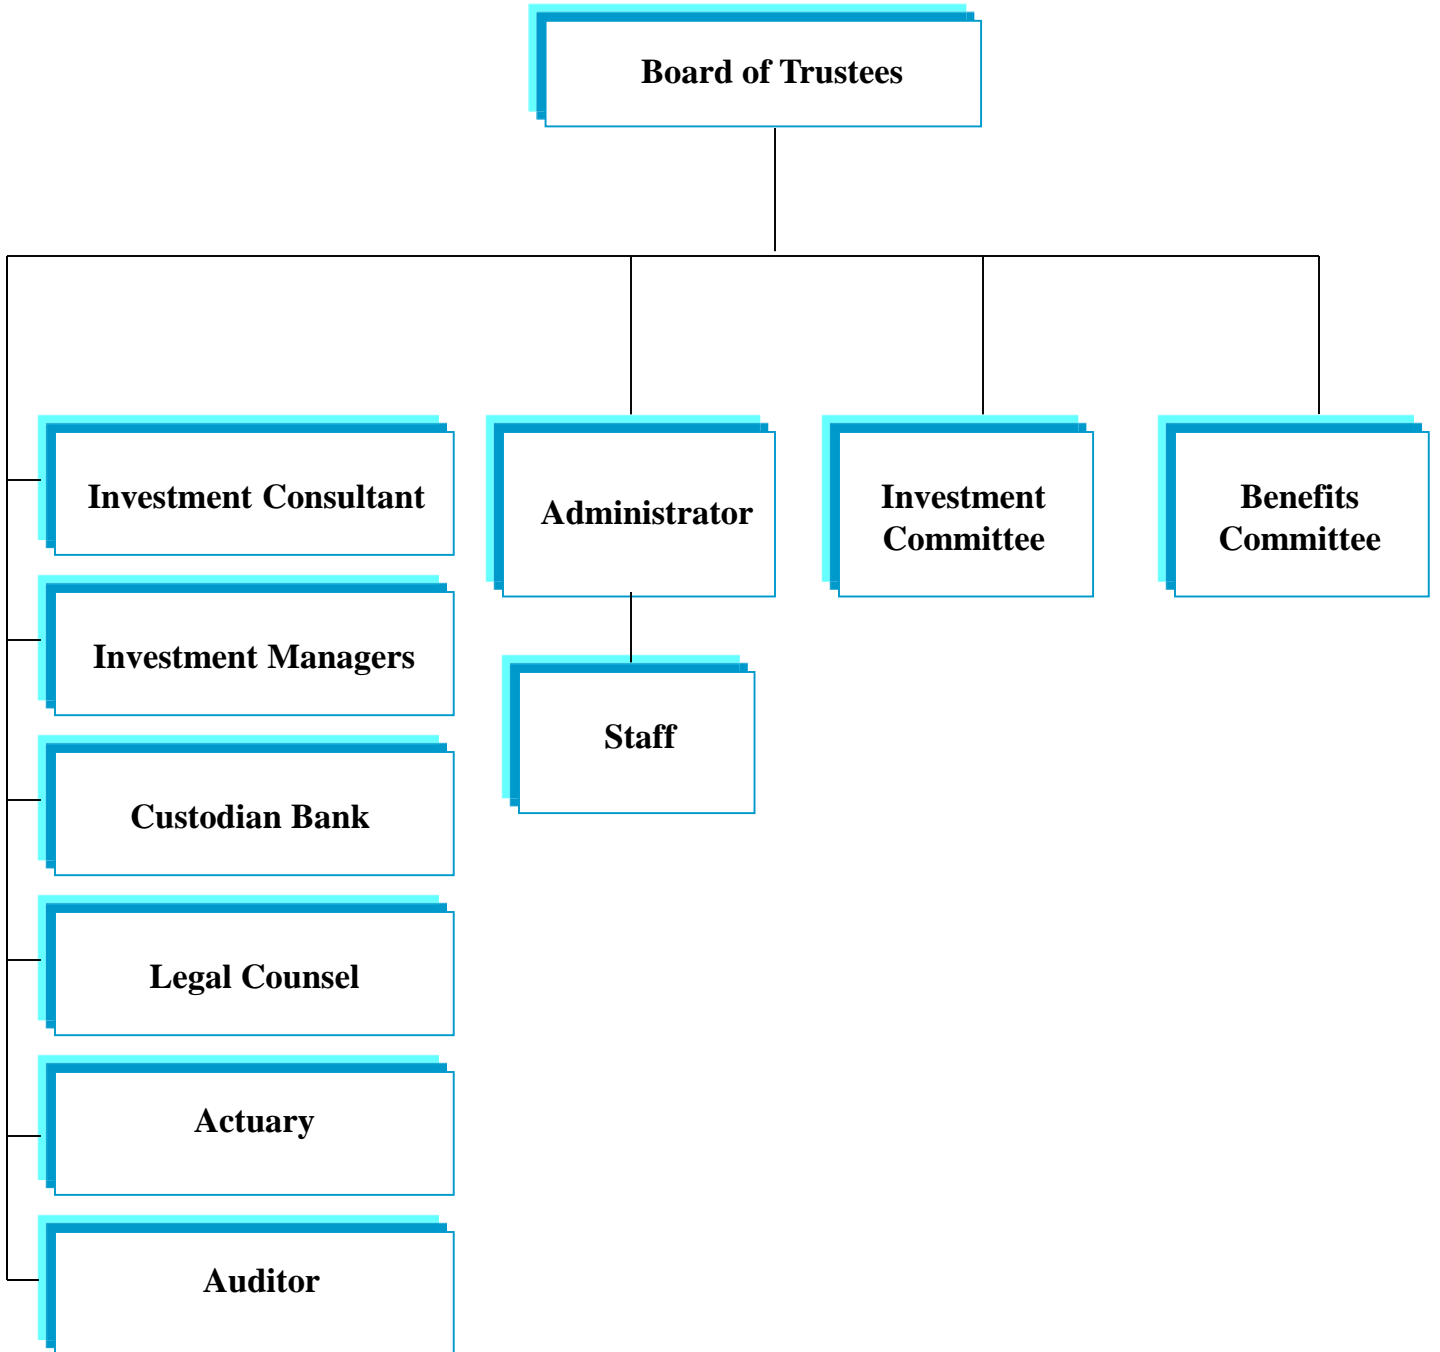 Board of Trustees
Investment Consultant
Administrator
Investment
Committee
Benefits
Committee
Investment Managers
Staff
Custodian Bank
Legal Counsel
Actuary
Auditor